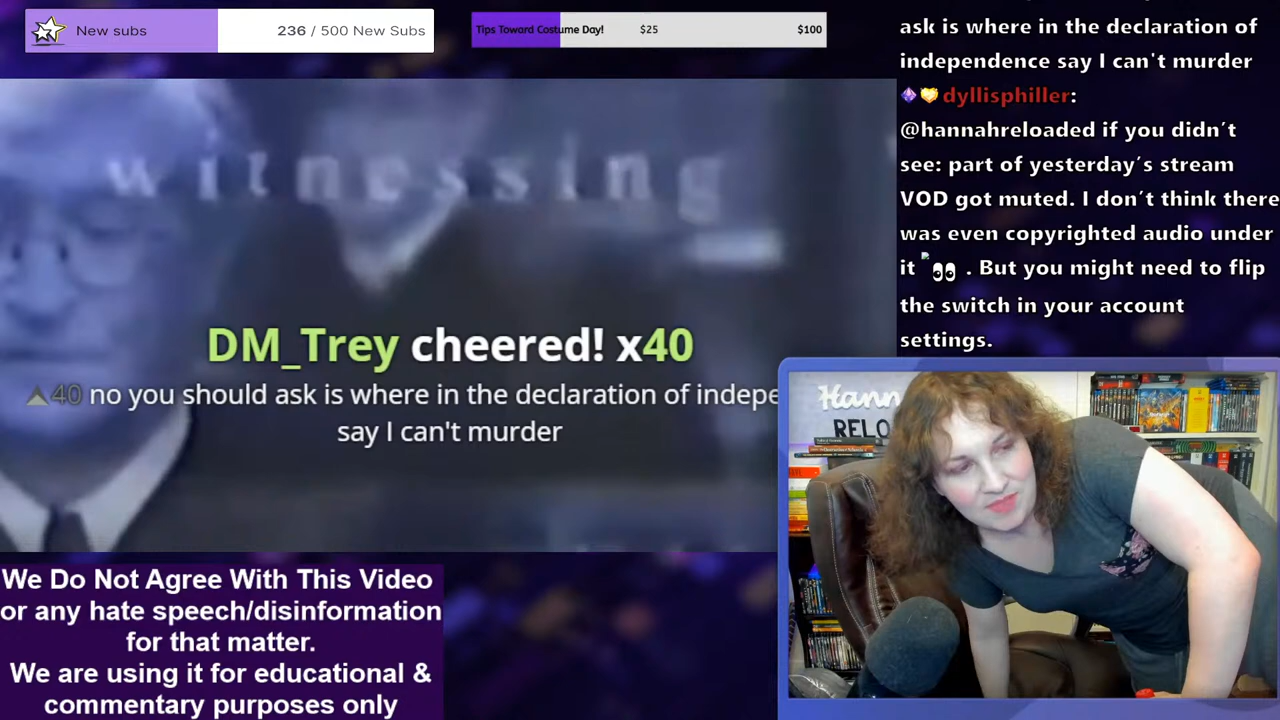 New subs
236 / 500 New Subs
Tips Toward Costume Day!
$25
$100
witnessing
DM_Trey cheered! x40
40 no you should ask is where in the declaration of indepe
say I can't murder
We Do Not Agree With This Video
or any hate speech/disinformation
for that matter.
We are using it for educational &
commentary purposes only
ask is where in the declaration of
independence say I can't murder
dyllisphiller:
@hannahreloaded if you didn't
see: part of yesterday's stream
VOD got muted. I don't think there
was even copyrighted audio under
it . But you might need to flip
the switch in your account
settings.
Hann
RELO